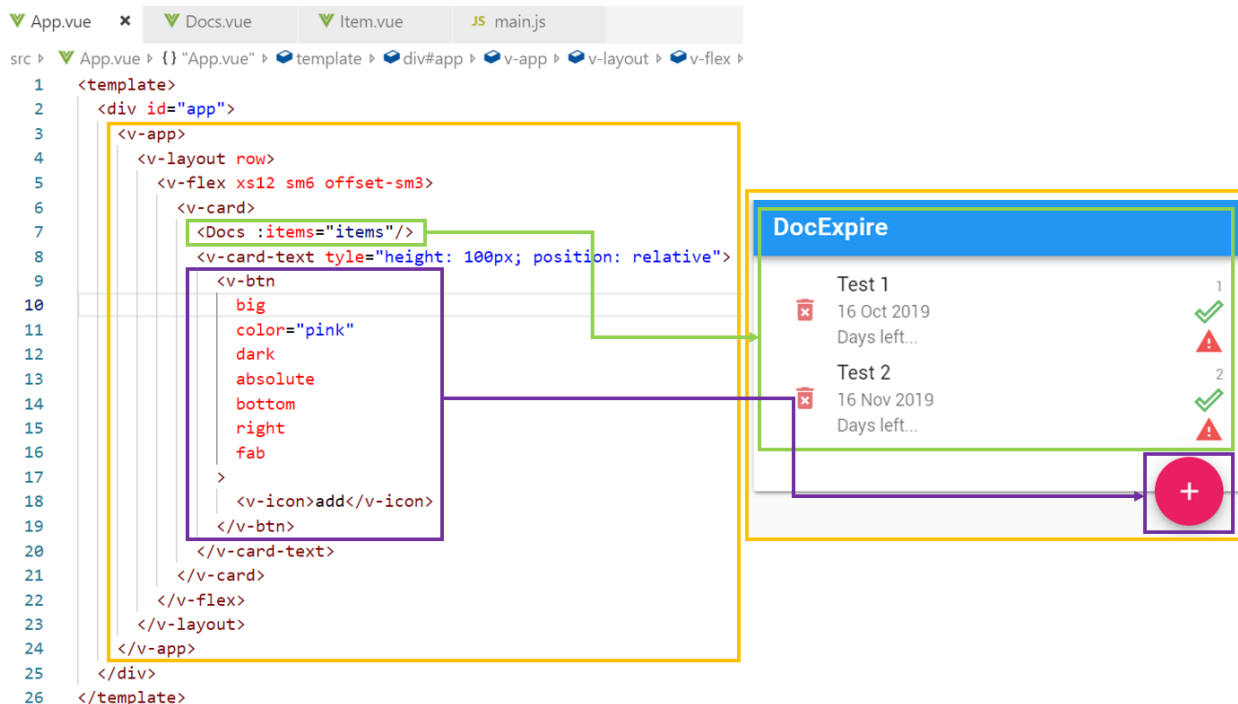 App.vue × Docs.vue Item.vue JS main.js
src App.vue {} "App.vue" template div#app v-app v-layout v-flex
1 <template>
2 <div id="app">
3 <v-app>
4 <v-layout row>
5 <v-flex xs12 sm6 offset-sm3>
6 <v-card>
7 <Docs :items="items"/>
8 <v-card-text tyle="height: 100px; position: relative">
9 <v-btn
10 big
11 color="pink"
12 dark
13 absolute
14 bottom
15 right
16 fab
17 >
18 <v-icon>add</v-icon>
19 </v-btn>
20 </v-card-text>
21 </v-card>
22 </v-flex>
23 </v-layout>
24 </v-app>
25 </div>
26 </template>
DocExpire
Test 1 1
16 Oct 2019
Days left...
Test 2 2
16 Nov 2019
Days left...
+